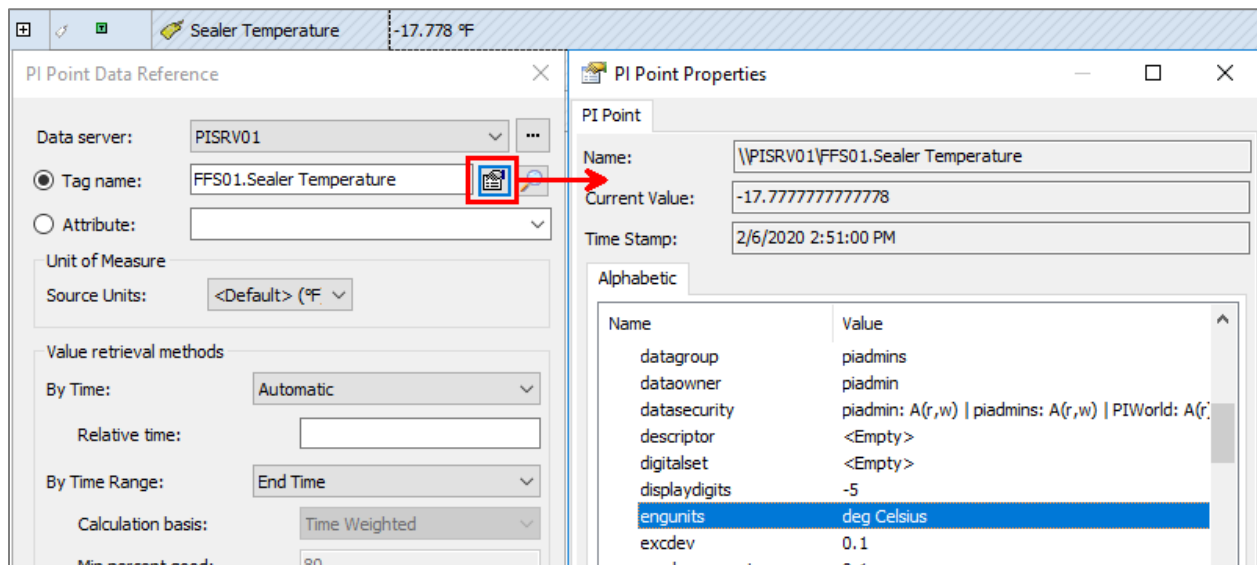 Sealer Temperature -17.778 °F
PI Point Data Reference
Data server: PISRV01 ...
Tag name: FFS01.Sealer Temperature
Attribute:
Unit of Measure
Source Units: <Default> (°F
Value retrieval methods
By Time: Automatic
Relative time:
By Time Range: End Time
Calculation basis: Time Weighted
PI Point Properties
PI Point
Name: \\PISRV01\FFS01.Sealer Temperature
Current Value: -17.7777777777778
Time Stamp: 2/6/2020 2:51:00 PM
Alphabetic
Name Value
datagroup piadmins
dataowner piadmin
datasecurity piadmin: A(r,w) | piadmins: A(r,w) | PIWorld: A(r)
descriptor <Empty>
digitalset <Empty>
displaydigits -5
engunits deg Celsius
excdev 0.1